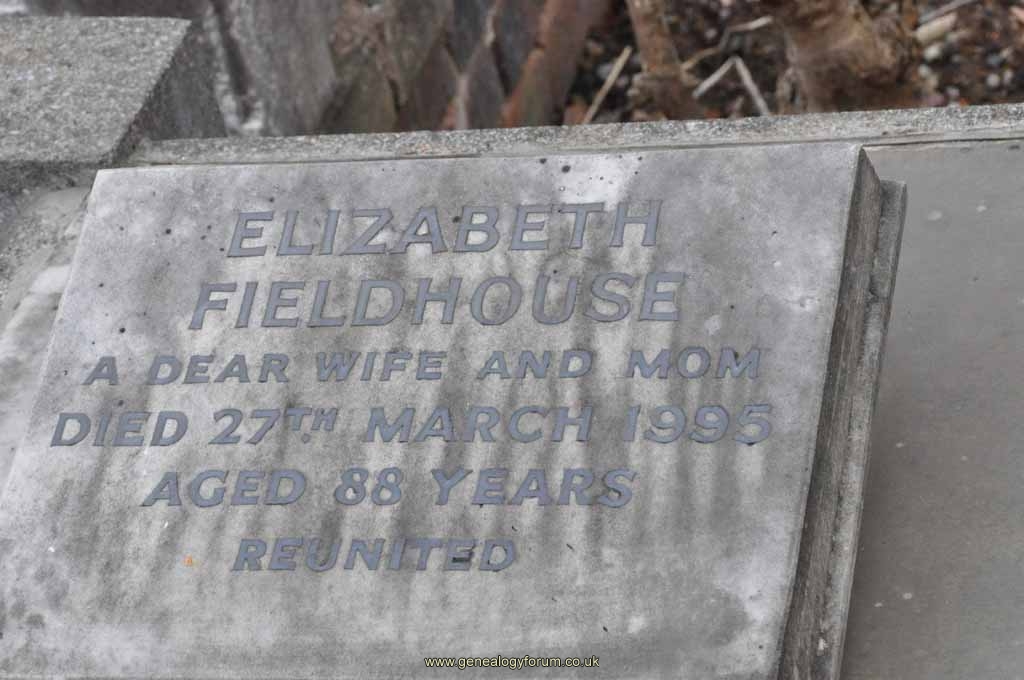 ELIZABETH
FIELDHOUSE
A DEAR WIFE AND MOM
DIED 27TH MARCH 1995
AGED 88 YEARS
REUNITED
www.genealogyforum.co.uk